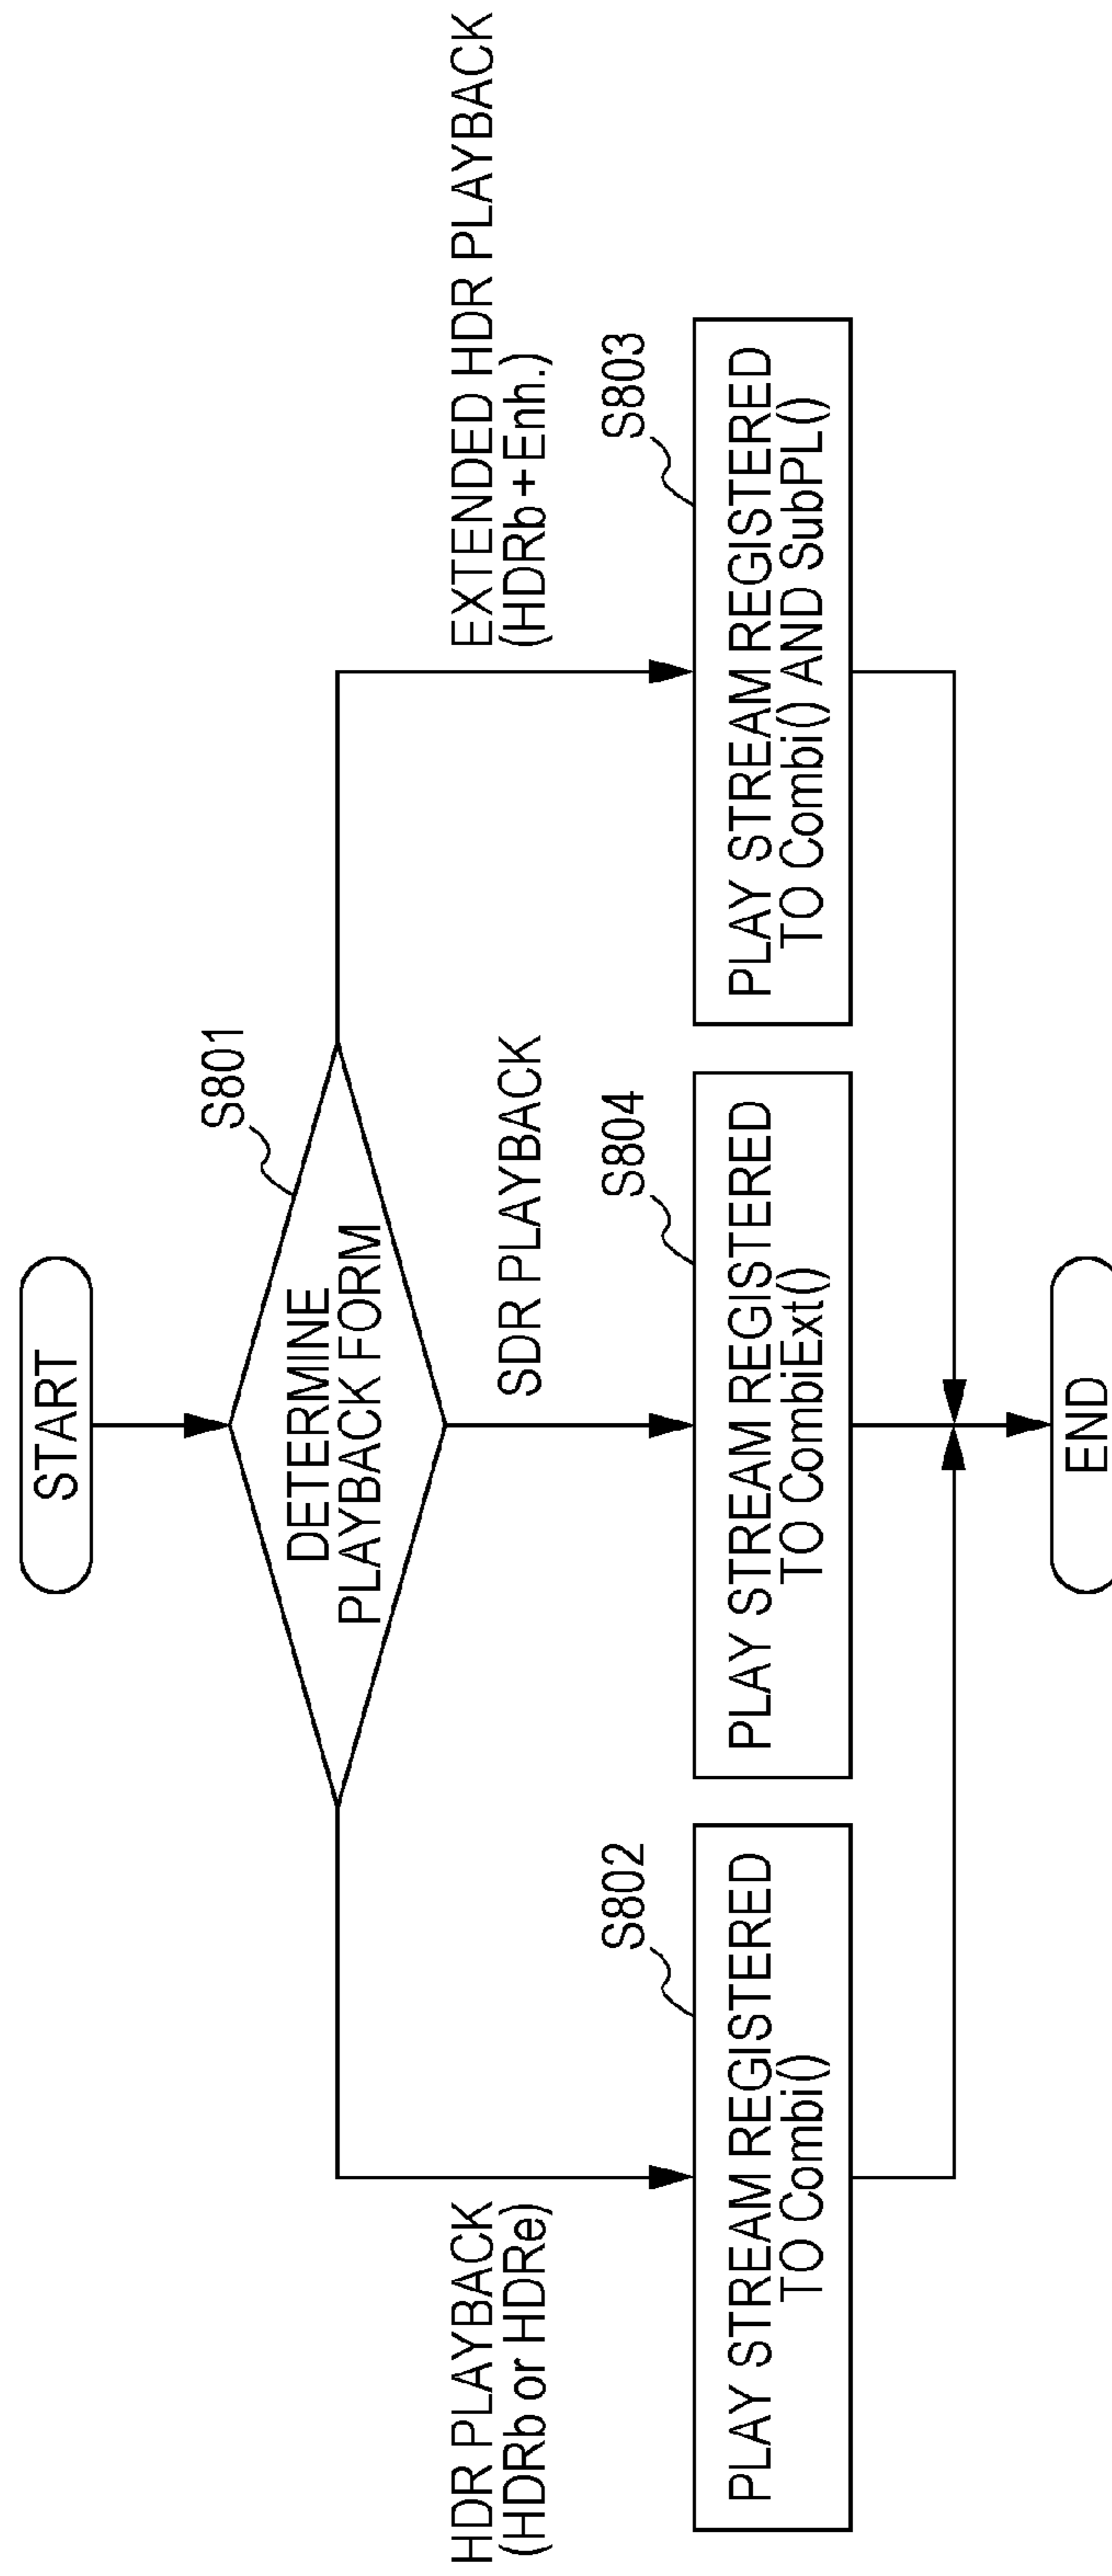 START
S801
DETERMINE
PLAYBACK FORM
HDR PLAYBACK
(HDRb or HDRe)
SDR PLAYBACK
EXTENDED HDR PLAYBACK
(HDRb + Enh.)
S802
PLAY STREAM REGISTERED
TO Combi()
S804
PLAY STREAM REGISTERED
TO CombiExt()
S803
PLAY STREAM REGISTERED
TO Combi() AND SubPL()
END